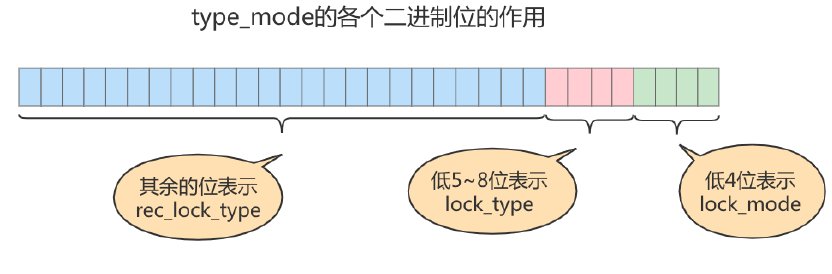 type_mode的各个二进制位的作用
其余的位表示
rec_lock_type
低5~8位表示
lock_type
低4位表示
lock_mode